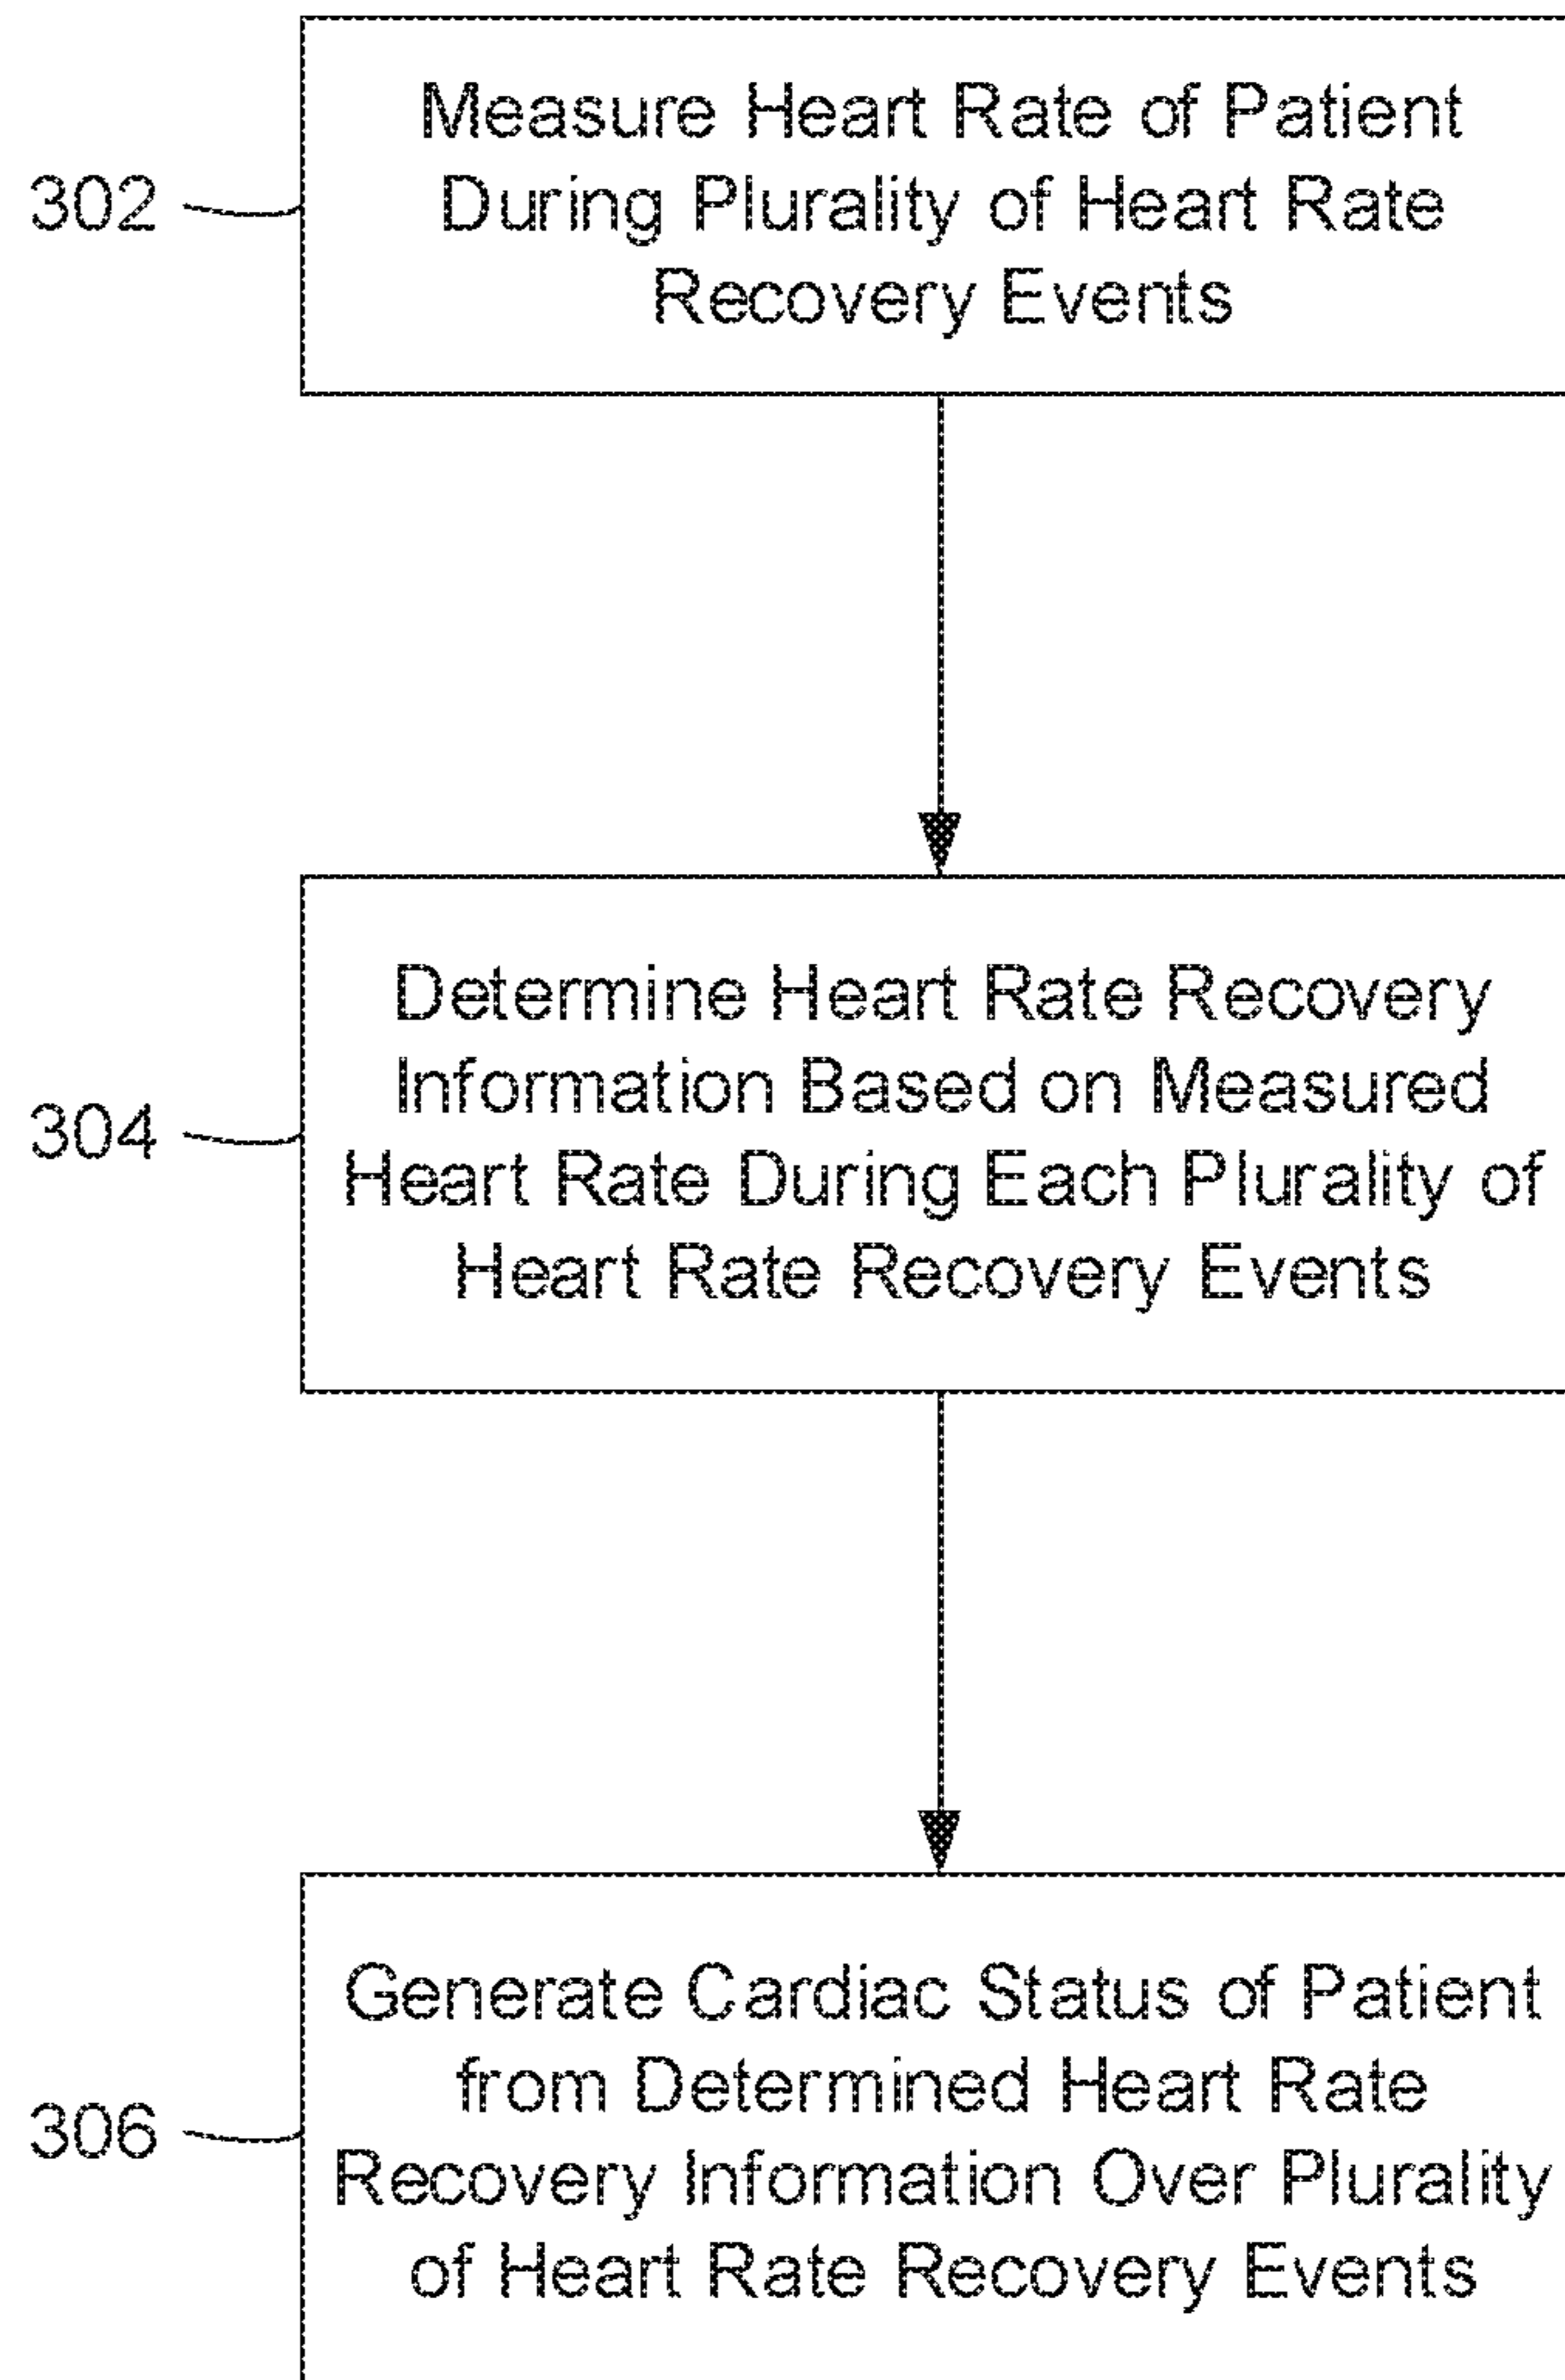 Measure Heart Rate of Patient
During Plurality of Heart Rate
Recovery Events
302
Determine Heart Rate Recovery
Information Based on Measured
Heart Rate During Each Plurality of
Heart Rate Recovery Events
304
Generate Cardiac Status of Patient
from Determined Heart Rate
Recovery Information Over Plurality
of Heart Rate Recovery Events
306